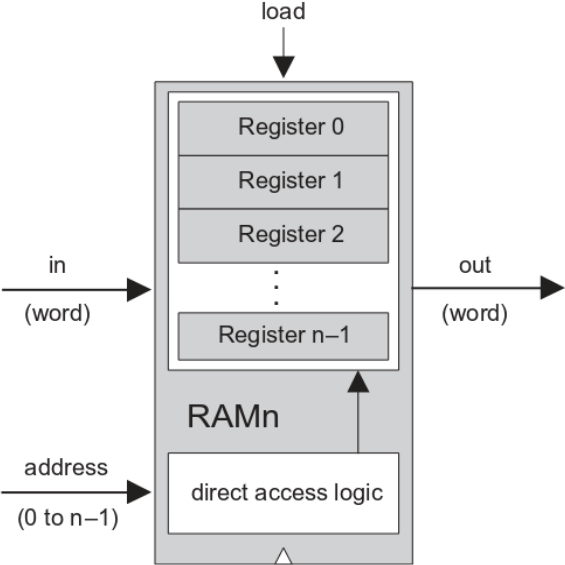 load
Register 0
Register 1
Register 2
in
(word)
out
(word)
Register n–1
RAMn
address
(0 to n–1)
direct access logic